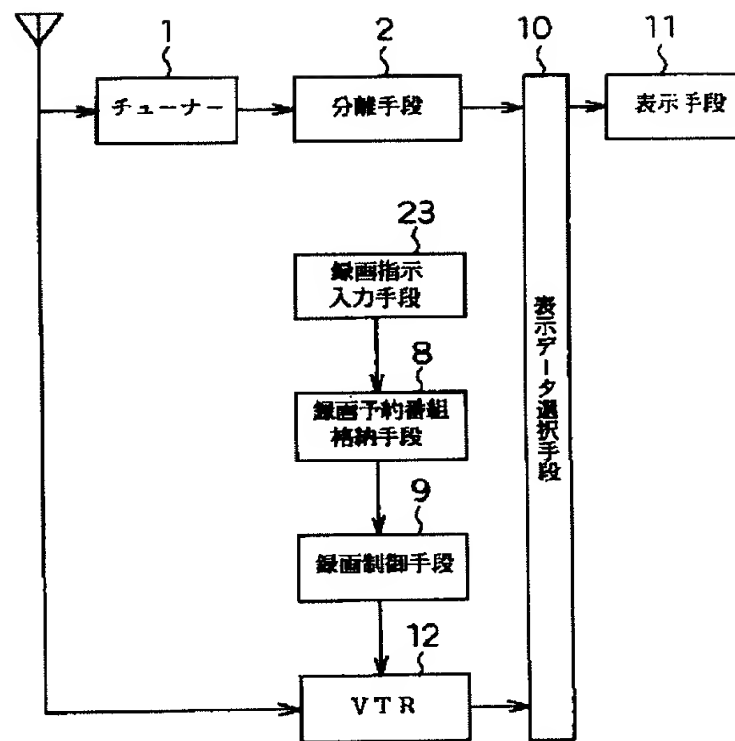 1
チューナー
2
分離手段
10
11
表示手段
23
録画指示
入力手段
8
録画予約番組
格納手段
9
録画制御手段
12
VTR
表示データ選択手段